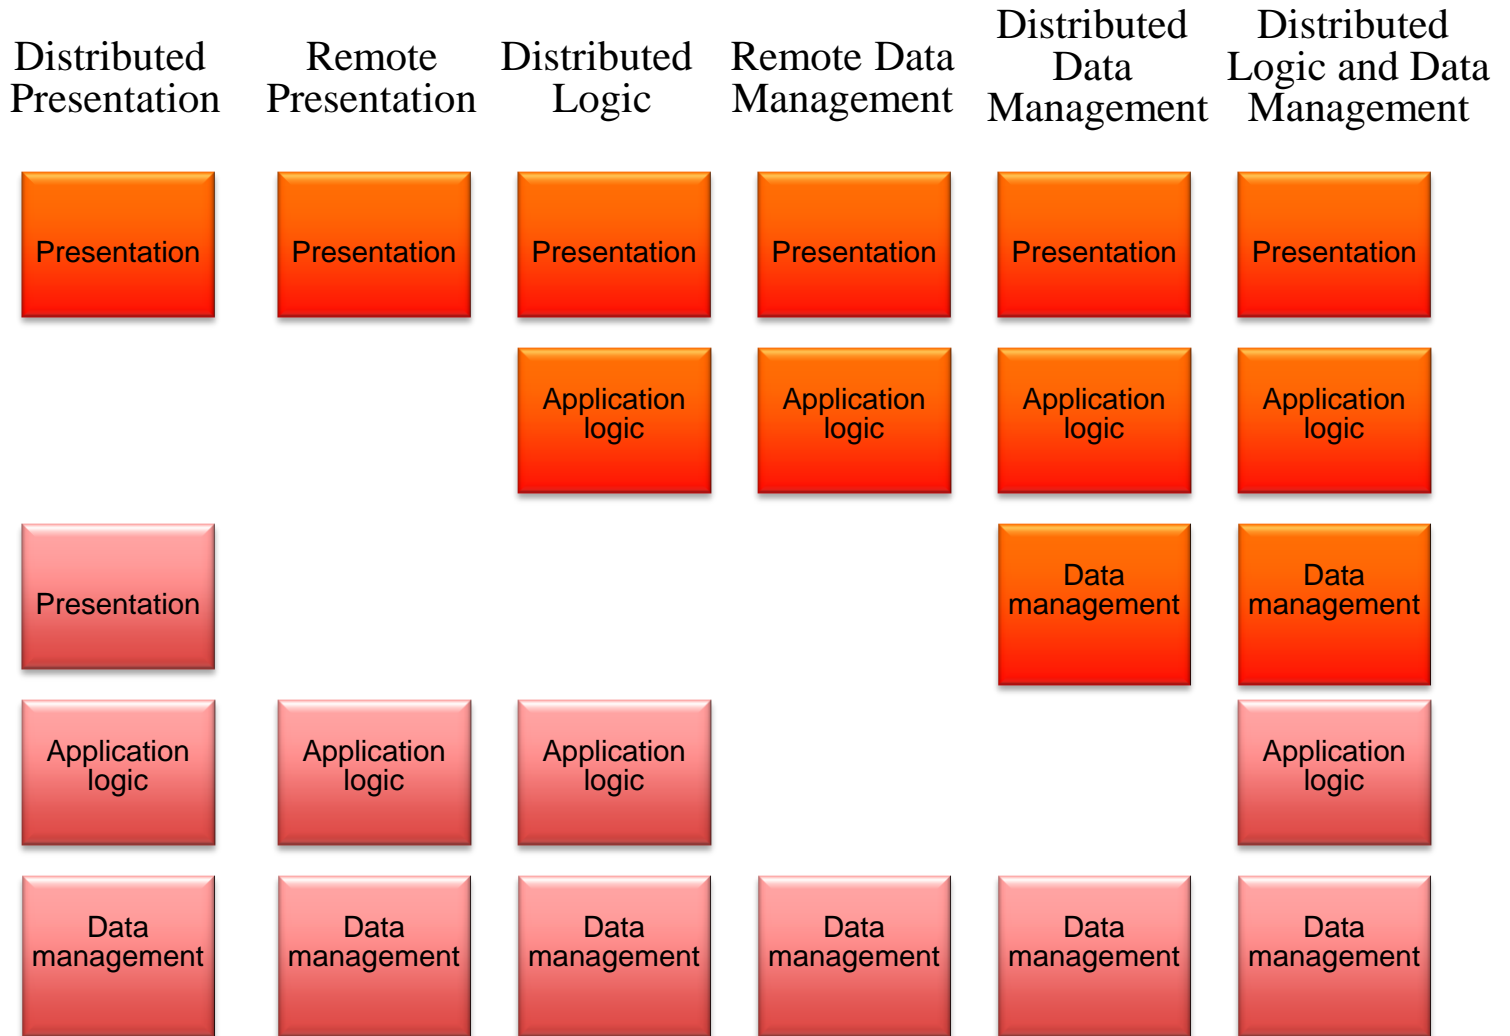 Distributed
Presentation
Remote
Presentation
Distributed
Logic
Remote Data
Management
Distributed
Data
Management
Distributed
Logic and Data
Management
Presentation
Presentation
Presentation
Presentation
Presentation
Presentation
Application
logic
Application
logic
Application
logic
Application
logic
Presentation
Data
management
Data
management
Application
logic
Application
logic
Application
logic
Application
logic
Data
management
Data
management
Data
management
Data
management
Data
management
Data
management